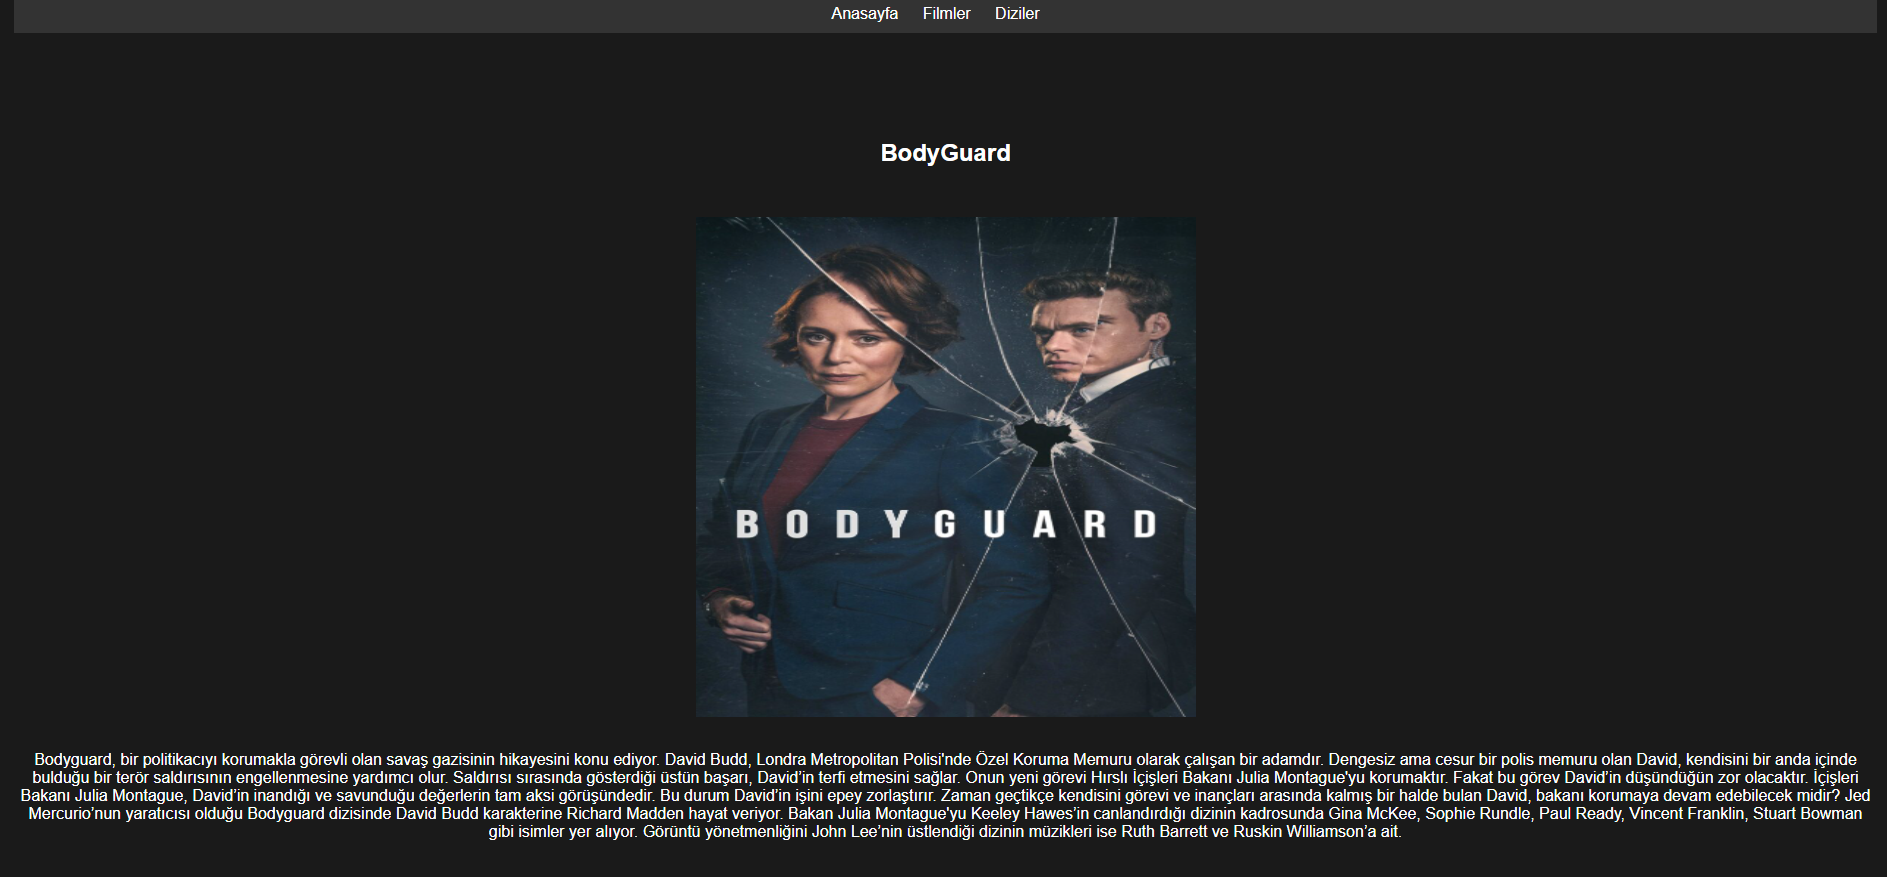 Anasayfa Filmler Diziler
BodyGuard
BODYGUARD
Bodyguard, bir politikacıyı korumakla görevli olan savaş gazisinin hikayesini konu ediyor. David Budd, Londra Metropolitan Polisi'nde Özel Koruma Memuru olarak çalışan bir adamdır. Dengesiz ama cesur bir polis memuru olan David, kendisini bir anda içinde
bulduğu bir terör saldırısının engellenmesine yardımcı olur. Saldırısı sırasında gösterdiği üstün başarı, David’in terfi etmesini sağlar. Onun yeni görevi Hırslı İçişleri Bakanı Julia Montague'yu korumaktır. Fakat bu görev David’in düşündüğün zor olacaktır. İçişleri
Bakanı Julia Montague, David’in inandığı ve savunduğu değerlerin tam aksi görüşündedir. Bu durum David’in işini epey zorlaştırır. Zaman geçtikçe kendisini görevi ve inançları arasında kalmış bir halde bulan David, bakanı korumaya devam edebilecek midir? Jed
Mercurio’nun yaratıcısı olduğu Bodyguard dizisinde David Budd karakterine Richard Madden hayat veriyor. Bakan Julia Montague'yu Keeley Hawes’in canlandırdığı dizinin kadrosunda Gina McKee, Sophie Rundle, Paul Ready, Vincent Franklin, Stuart Bowman
gibi isimler yer alıyor. Görüntü yönetmenliğini John Lee’nin üstlendiği dizinin müzikleri ise Ruth Barrett ve Ruskin Williamson’a ait.